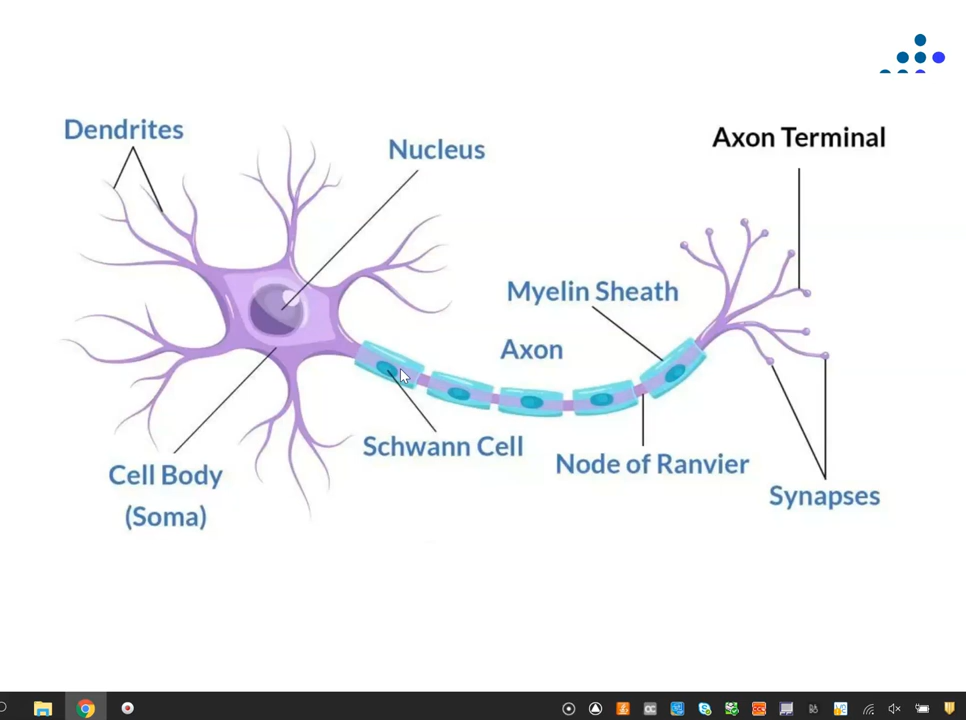 Dendrites
Nucleus
Axon Terminal
Myelin Sheath
Axon
Schwann Cell
Node of Ranvier
Cell Body
(Soma)
Synapses